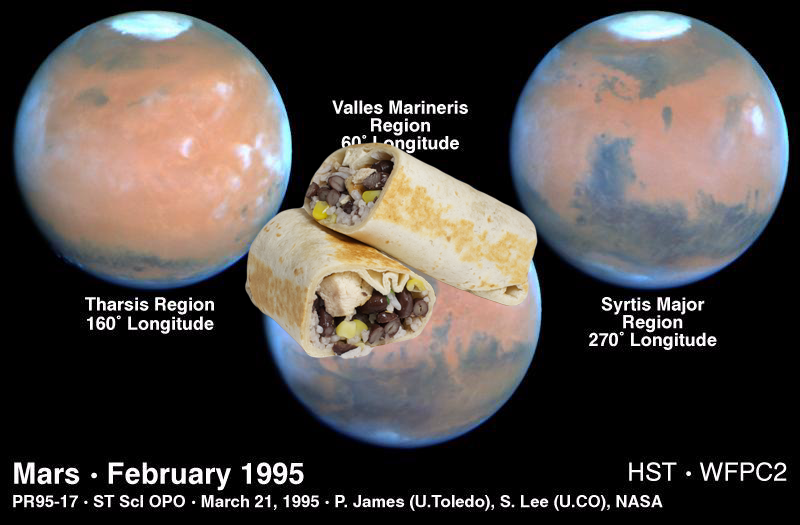 Valles Marineris
Region
60° Longitude
Tharsis Region
160° Longitude
Syrtis Major
Region
270° Longitude
Mars · February 1995
HST · WFPC2
PR95-17 · ST ScI OPO · March 21, 1995 · P. James (U.Toledo), S. Lee (U.CO), NASA